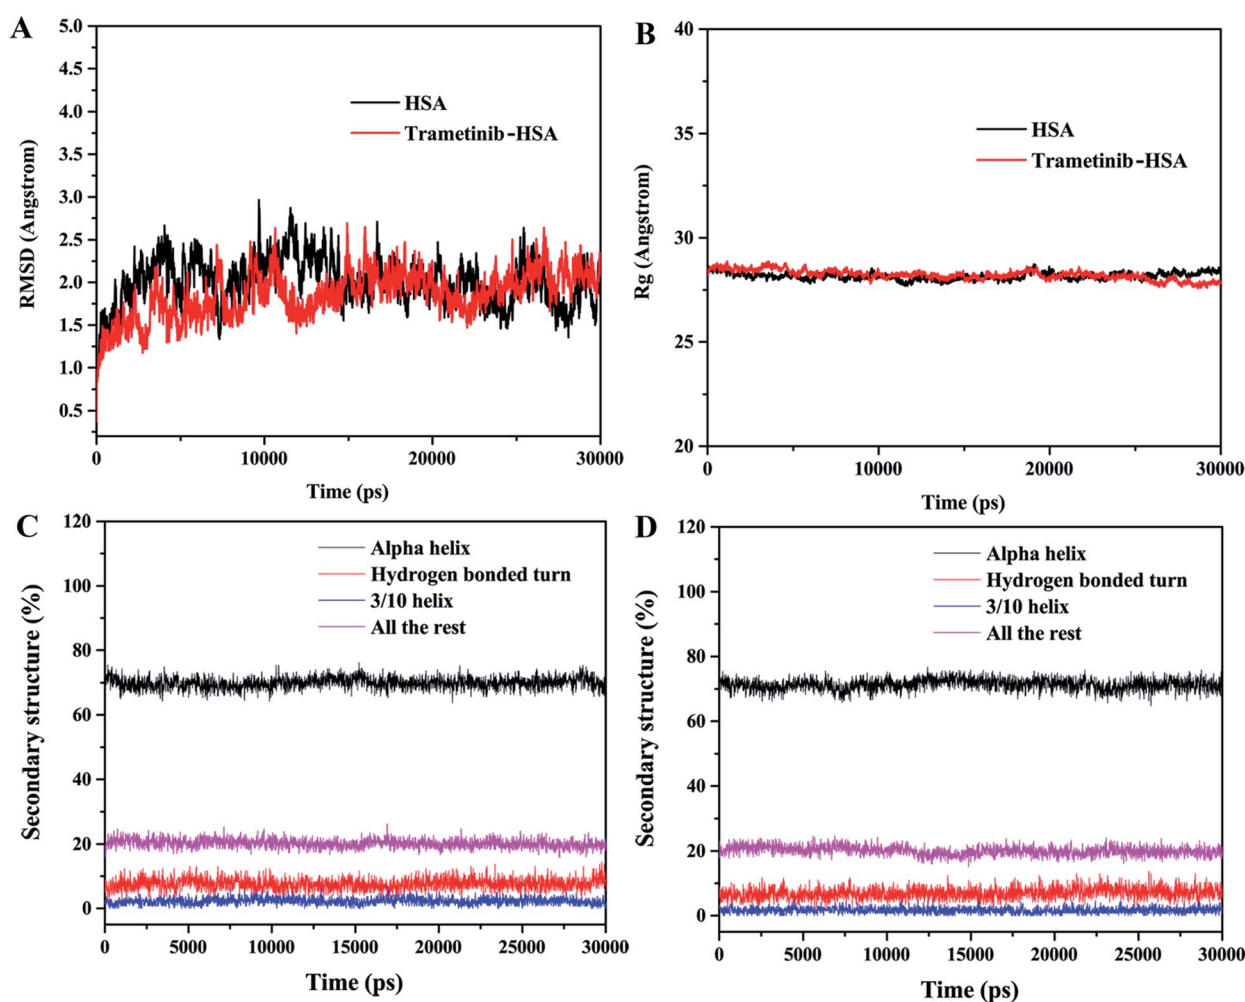 A
5.0
4.5
4.0
3.5
3.0
2.5
2.0
1.5
1.0
0.5
RMSD (Angstrom)
HSA
Trametinib-HSA
0
10000
20000
30000
Time (ps)
B
40
35
30
25
20
Rg (Angstrom)
HSA
Trametinib-HSA
0
10000
20000
30000
Time (ps)
C
120
100
80
60
40
20
0
Secondary structure (%)
Alpha helix
Hydrogen bonded turn
3/10 helix
All the rest
0
5000
10000
15000
20000
25000
30000
Time (ps)
D
120
100
80
60
40
20
0
Secondary structure (%)
Alpha helix
Hydrogen bonded turn
3/10 helix
All the rest
0
5000
10000
15000
20000
25000
30000
Time (ps)